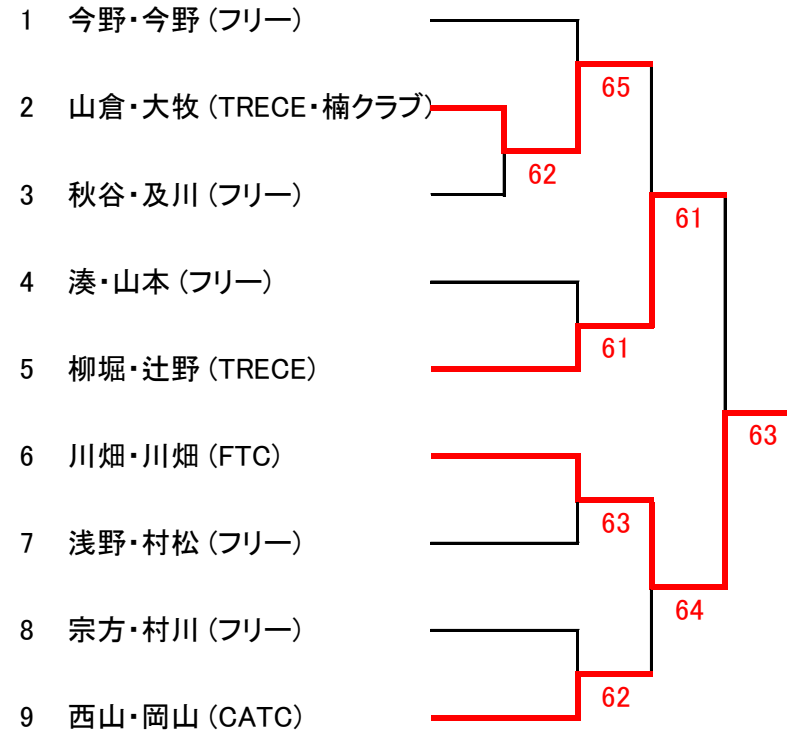 1 今野・今野 (フリー)
65
2 山倉・大牧 (TRECE・楠クラブ)
62
3 秋谷・及川 (フリー)
61
4 湊・山本 (フリー)
61
5 柳堀・辻野 (TRECE)
63
6 川畑・川畑 (FTC)
63
7 浅野・村松 (フリー)
64
8 宗方・村川 (フリー)
62
9 西山・岡山 (CATC)